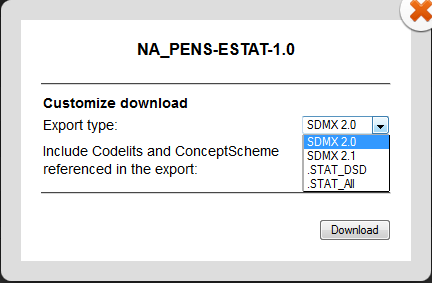 NA_PENS-ESTAT-1.0
Customize download
Export type:
SDMX 2.0
SDMX 2.0
SDMX 2.1
.STAT_DSD
.STAT_All
Include Codelits and ConceptScheme
referenced in the export:
Download